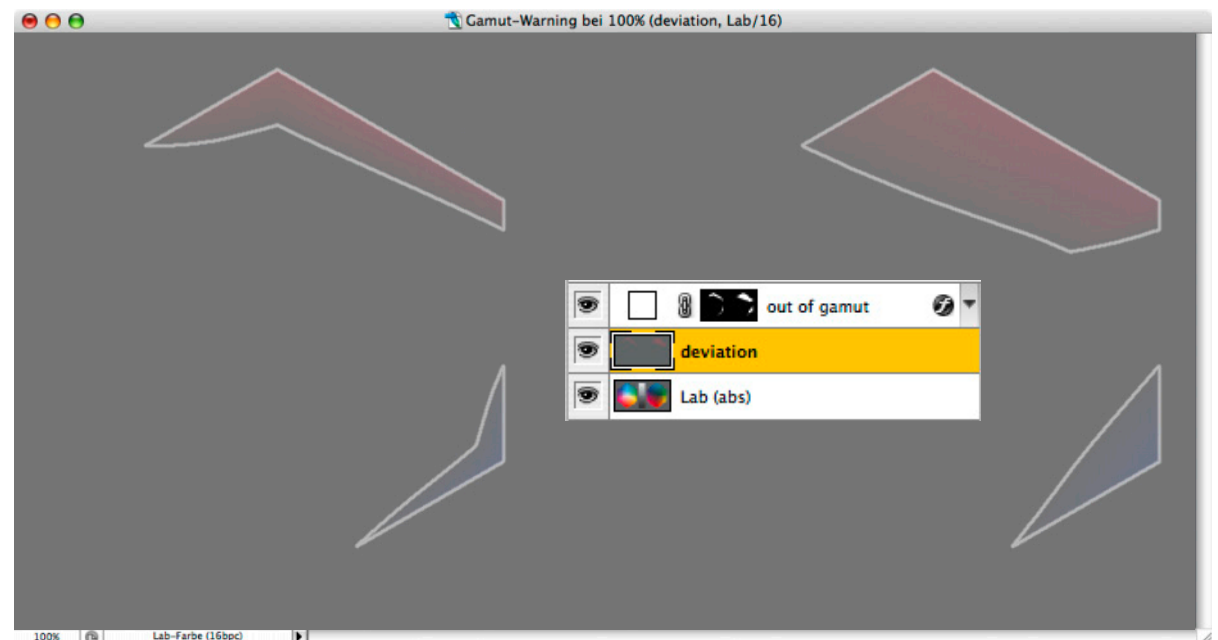 Gamut-Warning bei 100% (deviation, Lab/16)
out of gamut
deviation
Lab (abs)
100% Lab-Farbe (16bpc)